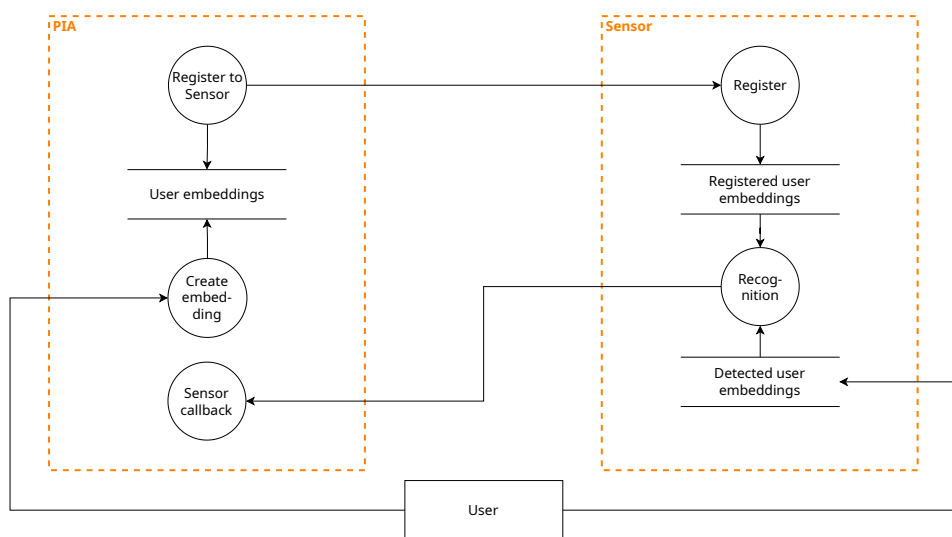 PIA
Register to
Sensor
User embeddings
Create
embed-
ding
Sensor
callback
Sensor
Register
Registered user
embeddings
Recog-
nition
Detected user
embeddings
User